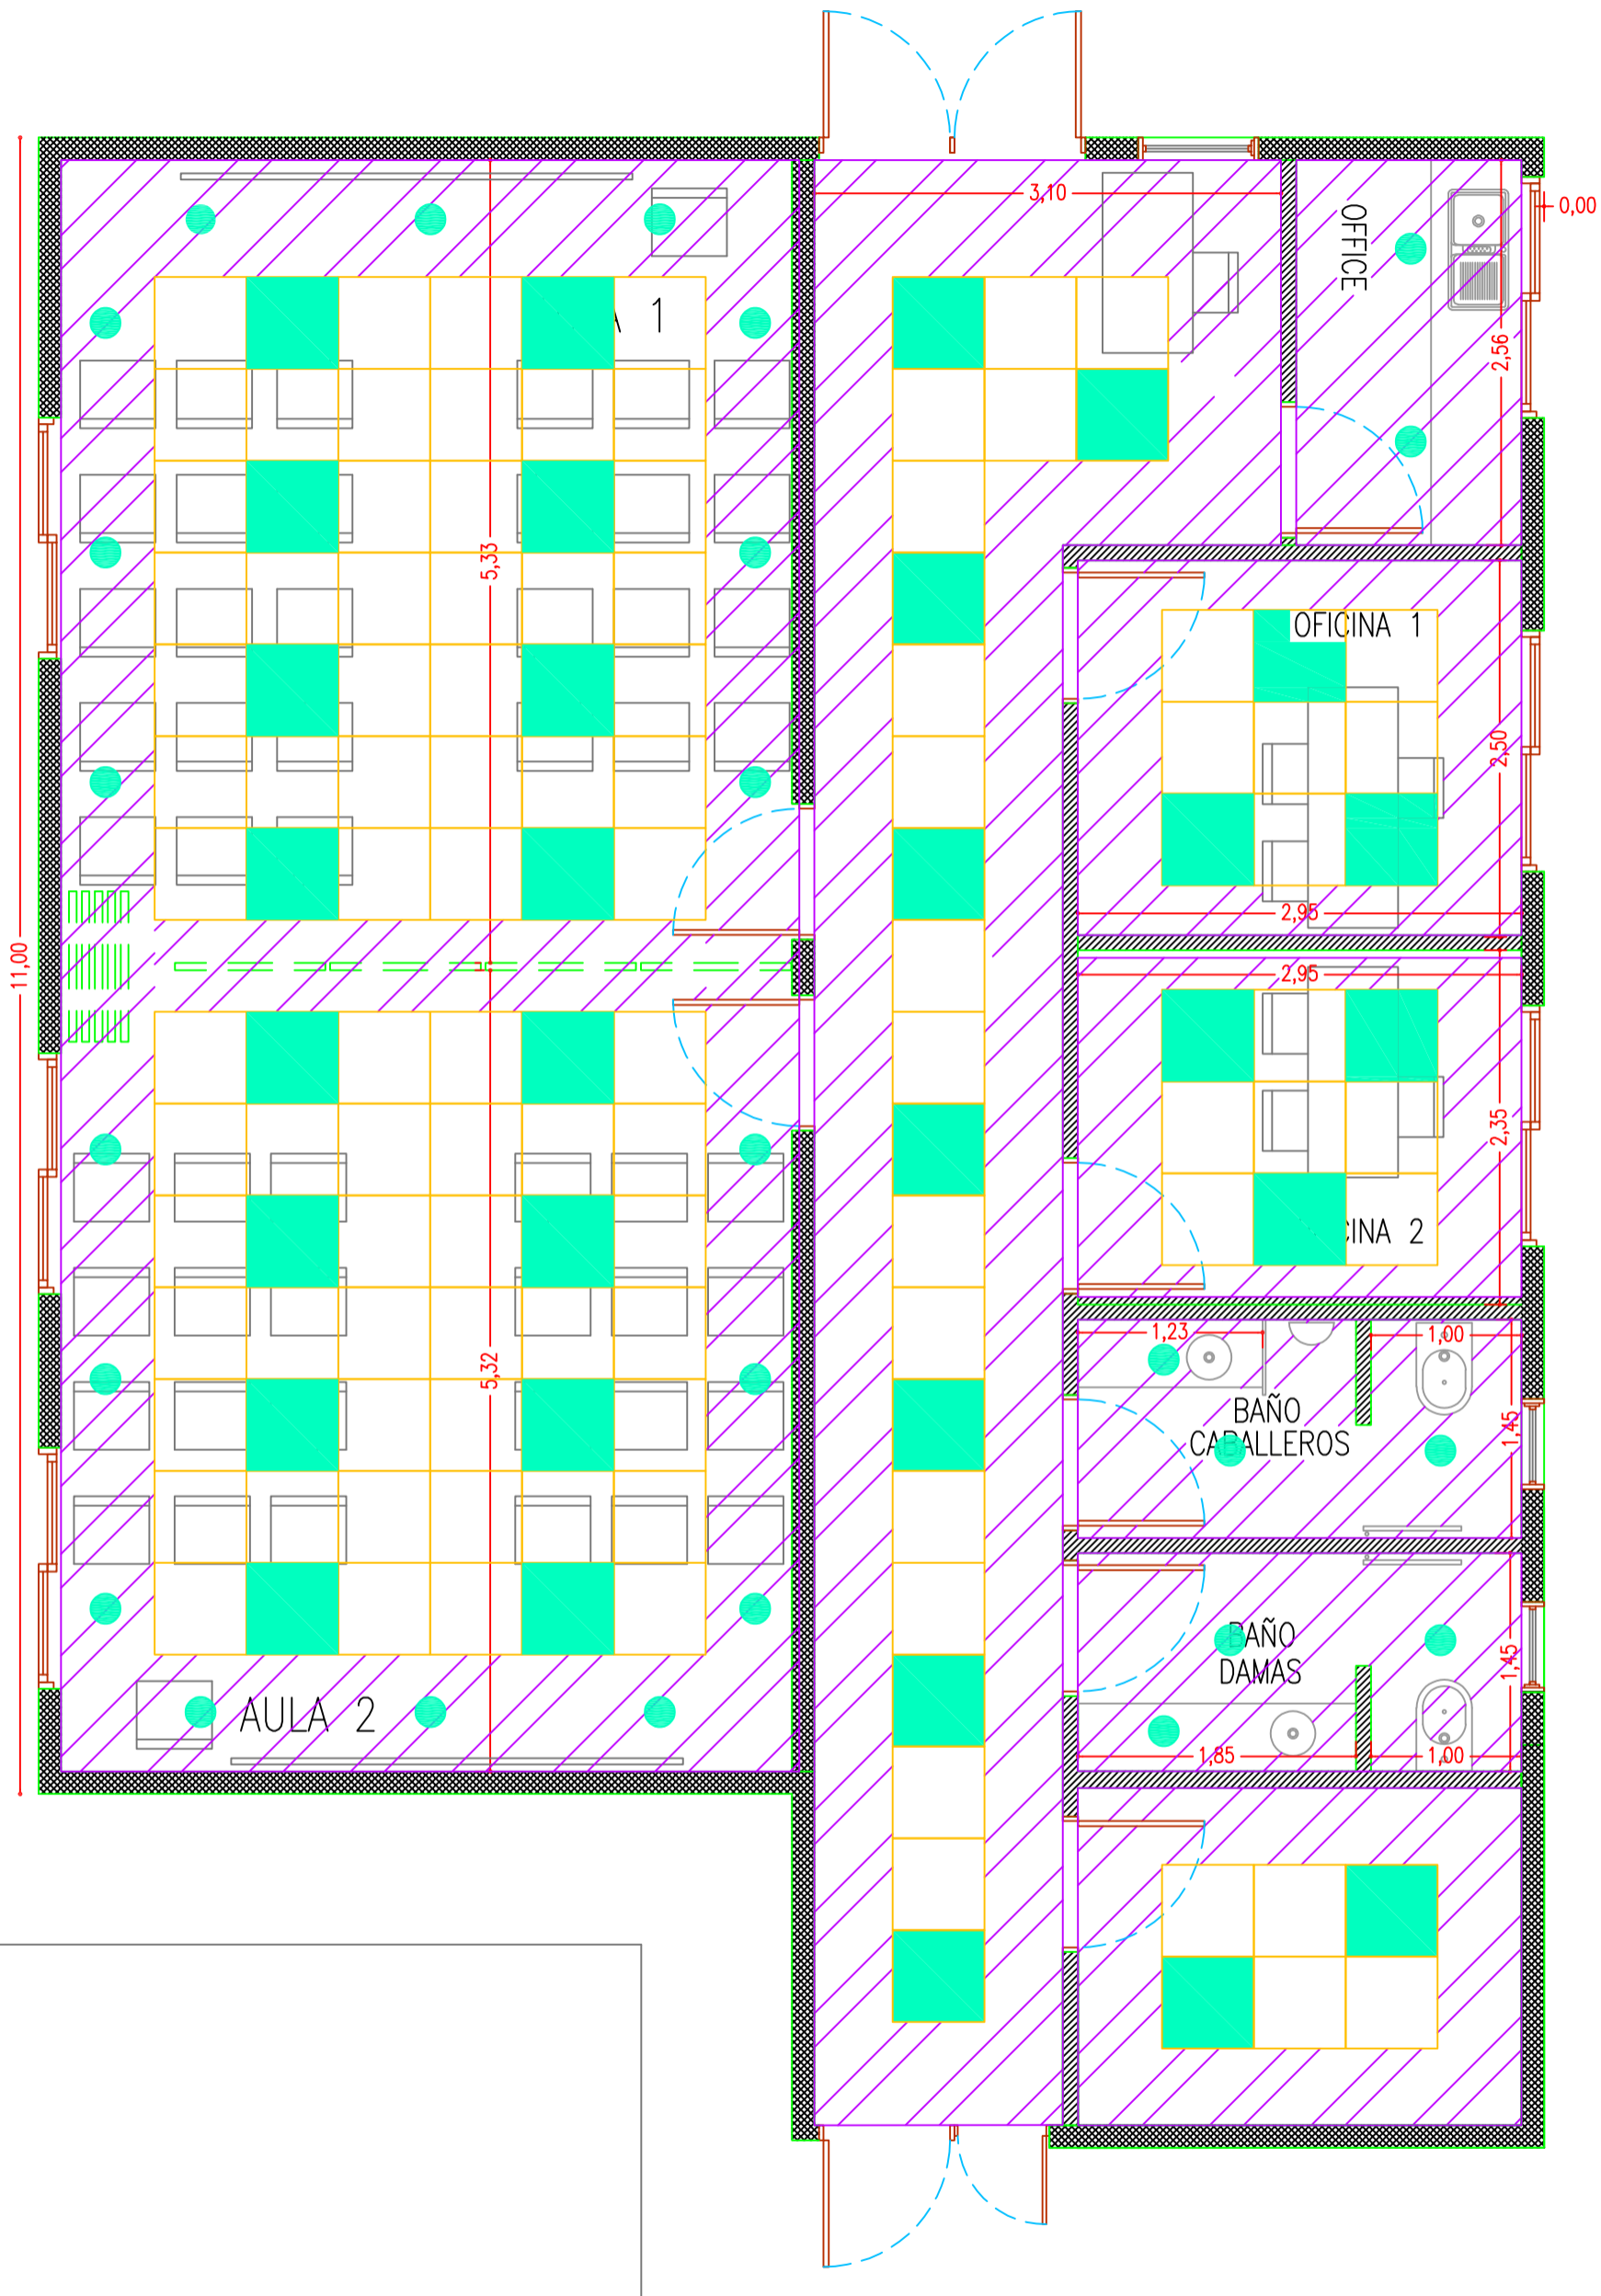 3,10
0,00
OFFICE
A 1
2,56
5,33
OFICINA 1
2,50
2,95
11,00
2,95
2,35
CINA 2
1,23
1,00
5,32
BAÑO
CABALLEROS
1,45
BAÑO
DAMAS
1,45
AULA 2
1,85
1,00